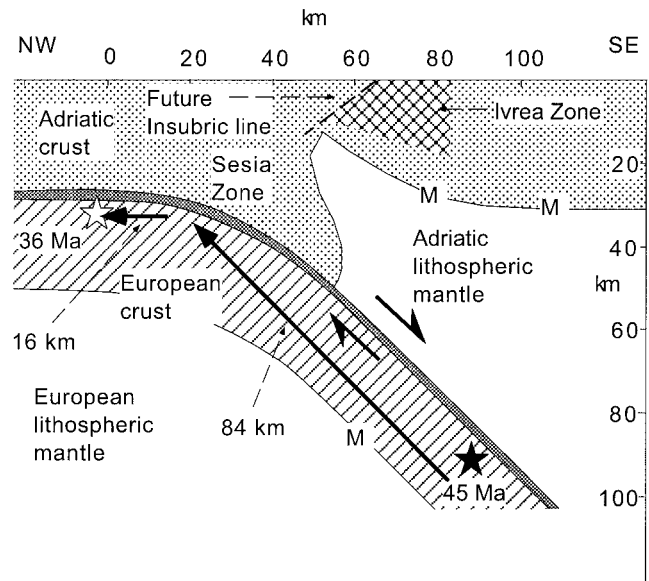 km
NW
0
20
40
60
80
100
SE
Future
Insubric line
Ivrea Zone
Adriatic
crust
Sesia
Zone
20
M
M
36 Ma
Adriatic
lithospheric
mantle
40
km
European
crust
16 km
60
European
lithospheric
mantle
84 km
M
80
45 Ma
100